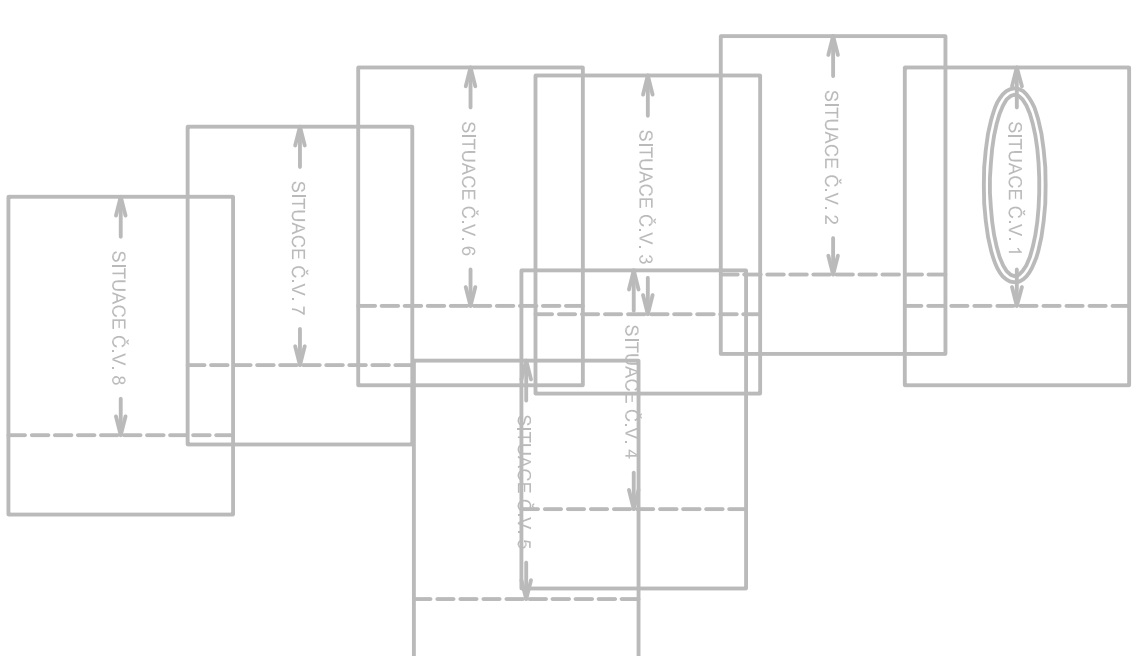 SITUACE Č.V. 1
SITUACE Č.V. 2
SITUACE Č.V. 3
SITUACE Č.V. 4
SITUACE Č.V. 5
SITUACE Č.V. 6
SITUACE Č.V. 7
SITUACE Č.V. 8